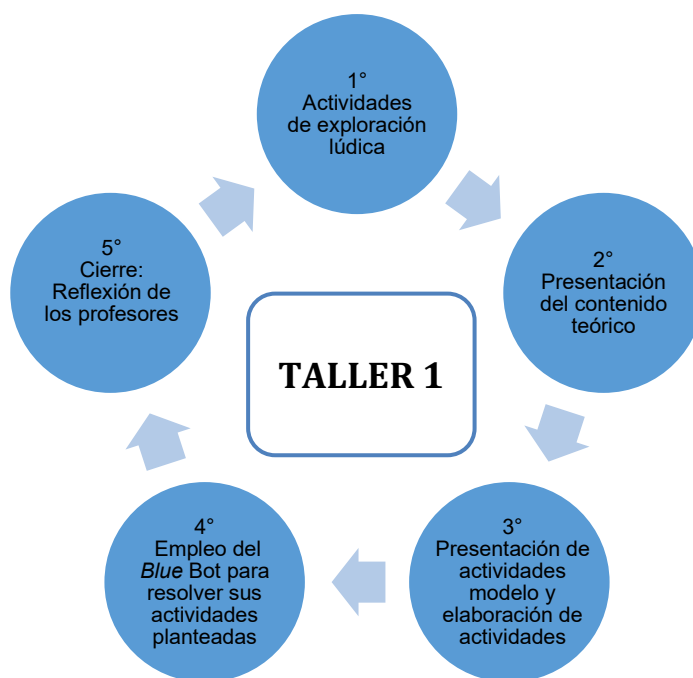 1°
Actividades
de exploración
lúdica
2°
Presentación
del contenido
teórico
3°
Presentación de
actividades
modelo y
elaboración de
actividades
4°
Empleo del
Blue Bot para
resolver sus
actividades
planteadas
5°
Cierre:
Reflexión de
los profesores
TALLER 1